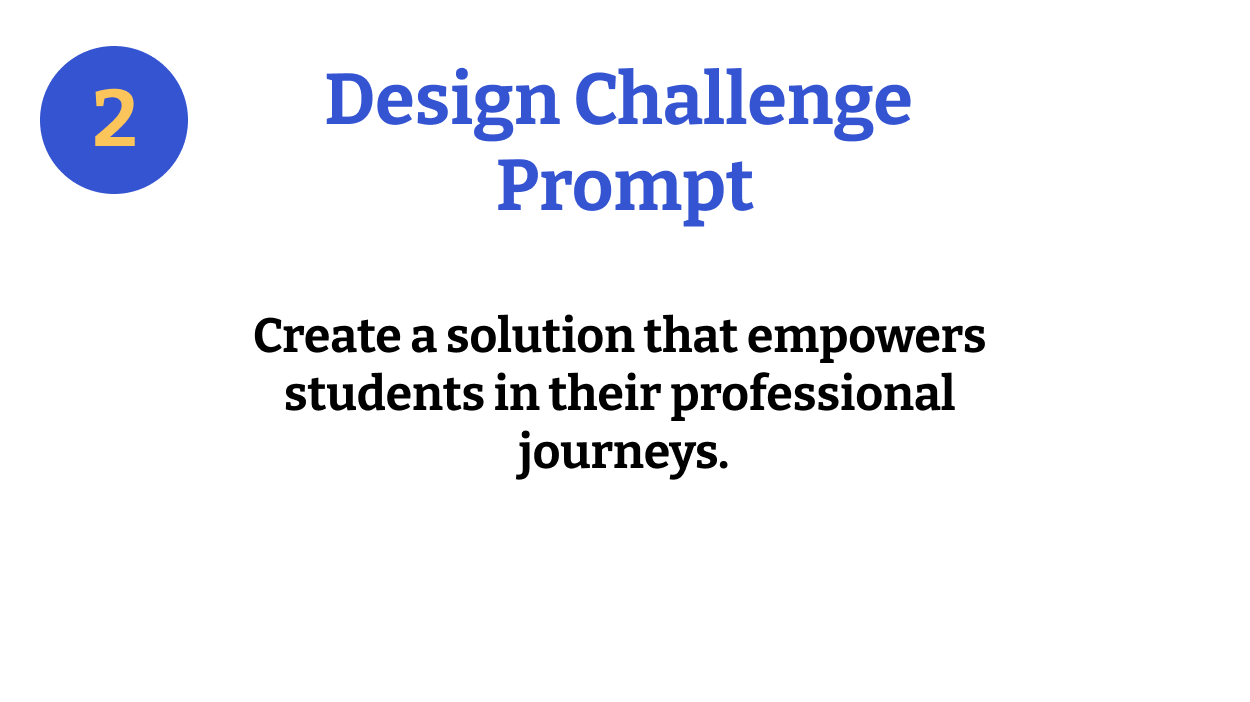 2
Design Challenge
Prompt
Create a solution that empowers
students in their professional
journeys.